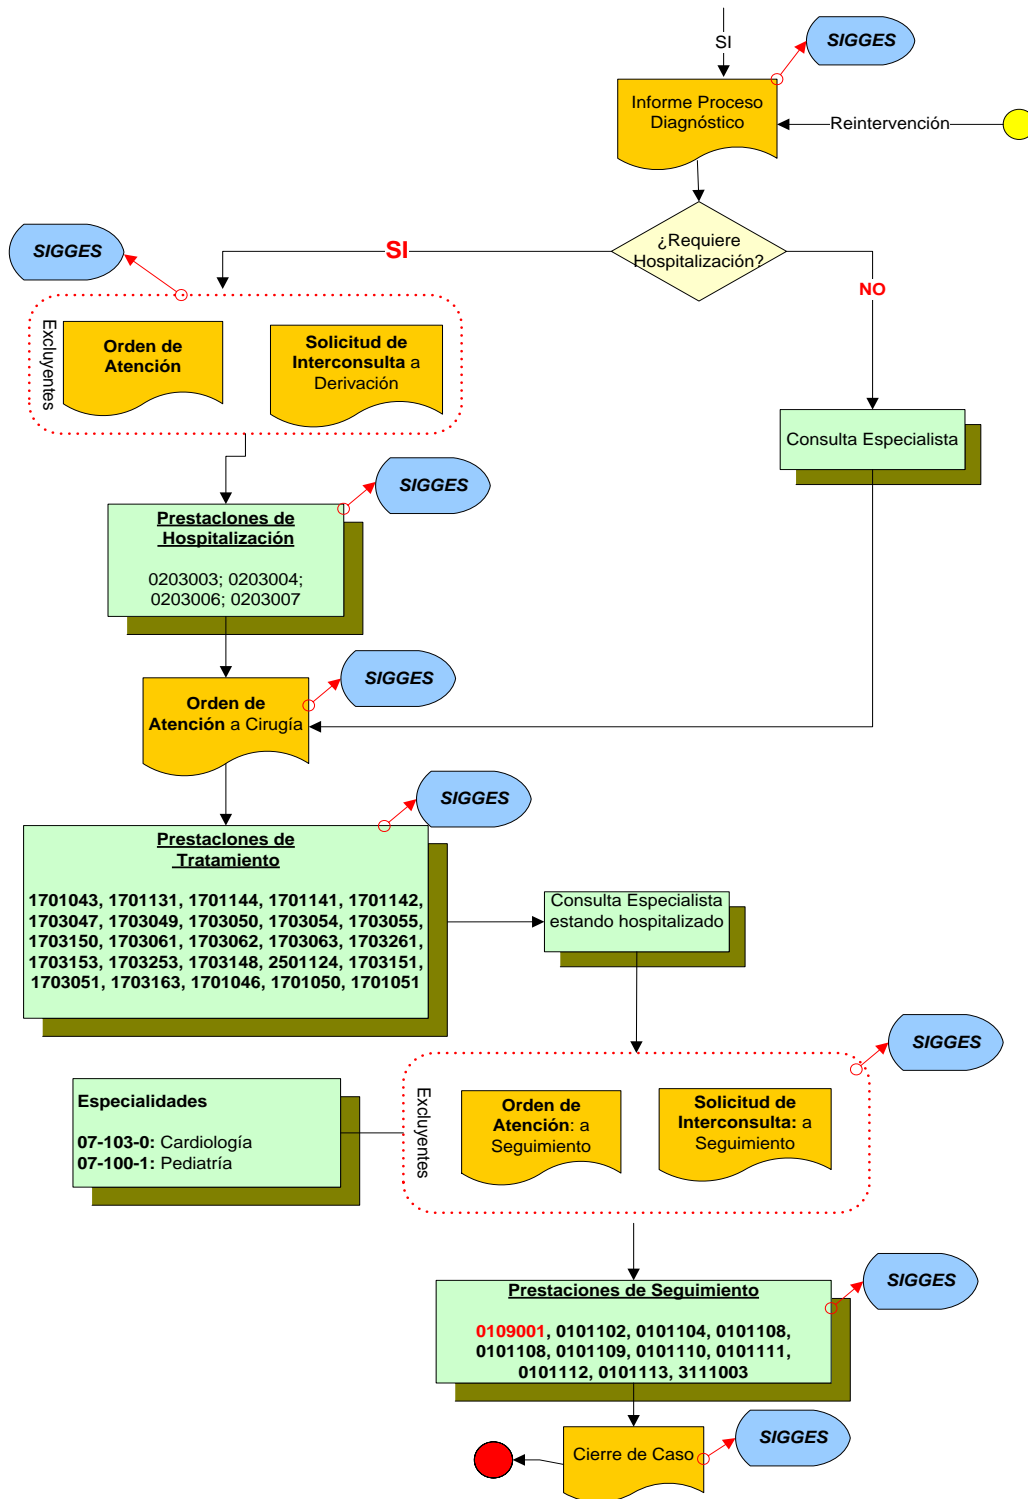 SI
SIGGES
Informe Proceso
Diagnóstico
Reintervención
¿Requiere
Hospitalización?
SI
NO
SIGGES
Excluyentes
Orden de
Atención
Solicitud de
Interconsulta a
Derivación
Consulta Especialista
SIGGES
Prestaciones de
Hospitalización
0203003; 0203004;
0203006; 0203007
SIGGES
Orden de
Atención a Cirugía
SIGGES
Prestaciones de
Tratamiento
1701043, 1701131, 1701144, 1701141, 1701142,
1703047, 1703049, 1703050, 1703054, 1703055,
1703150, 1703061, 1703062, 1703063, 1703261,
1703153, 1703253, 1703148, 2501124, 1703151,
1703051, 1703163, 1701046, 1701050, 1701051
Consulta Especialista
estando hospitalizado
SIGGES
Especialidades
07-103-0: Cardiología
07-100-1: Pediatría
Excluyentes
Orden de
Atención: a
Seguimiento
Solicitud de
Interconsulta: a
Seguimiento
SIGGES
Prestaciones de Seguimiento
0109001, 0101102, 0101104, 0101108,
0101108, 0101109, 0101110, 0101111,
0101112, 0101113, 3111003
SIGGES
Cierre de Caso